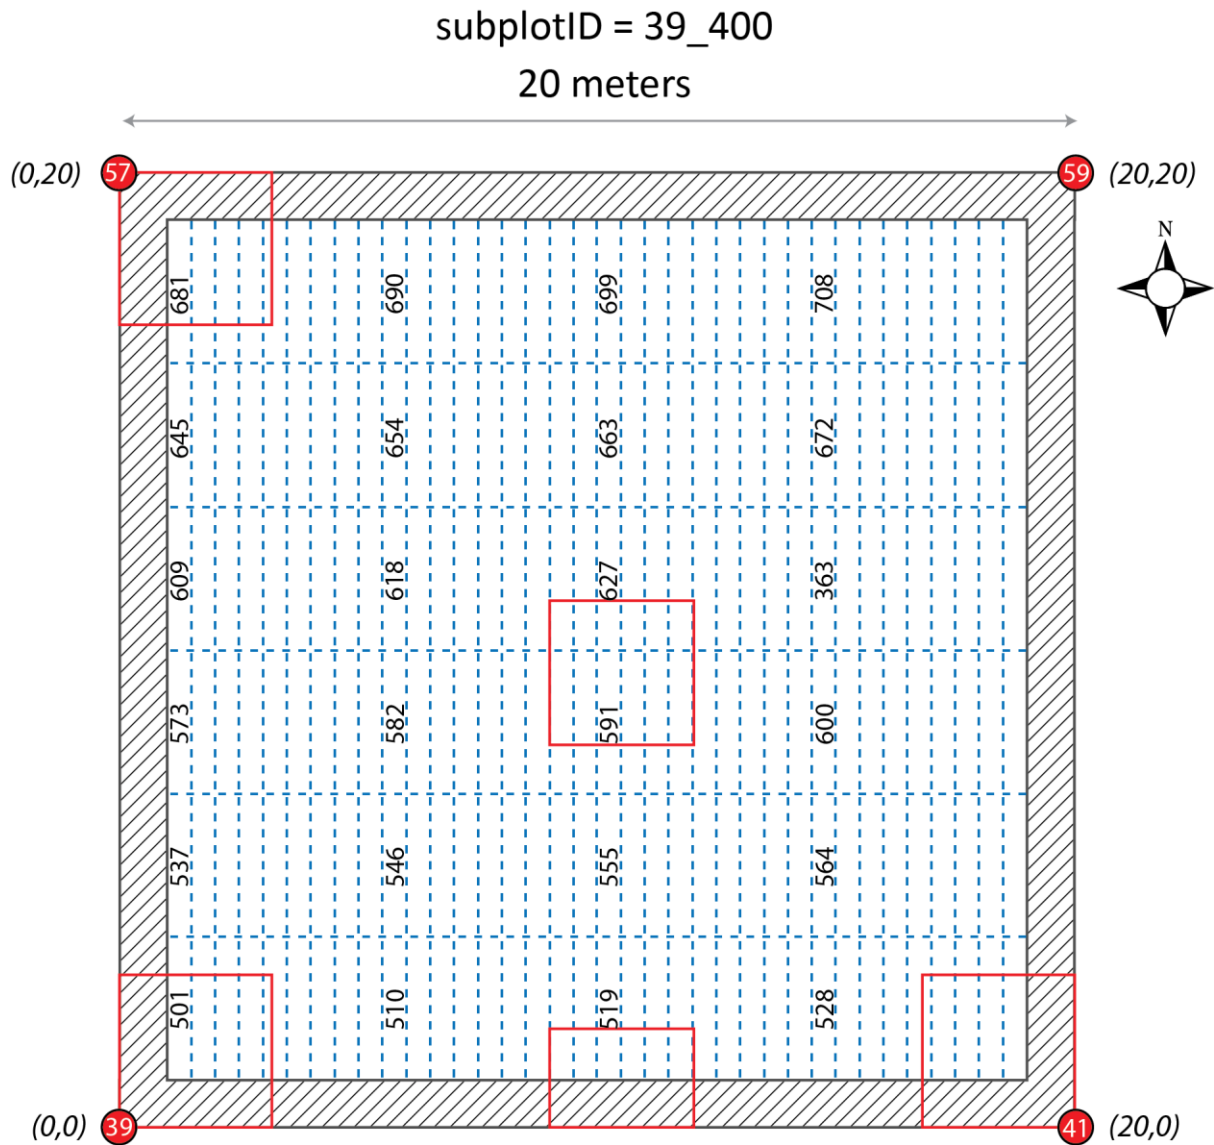 subplotID = 39_400
20 meters
(0,20) 57 59 (20,20)
N
681 690 699 708
645 654 663 672
609 618 627 363
573 582 591 600
537 546 555 564
501 510 519 528
(0,0) 39 41 (20,0)